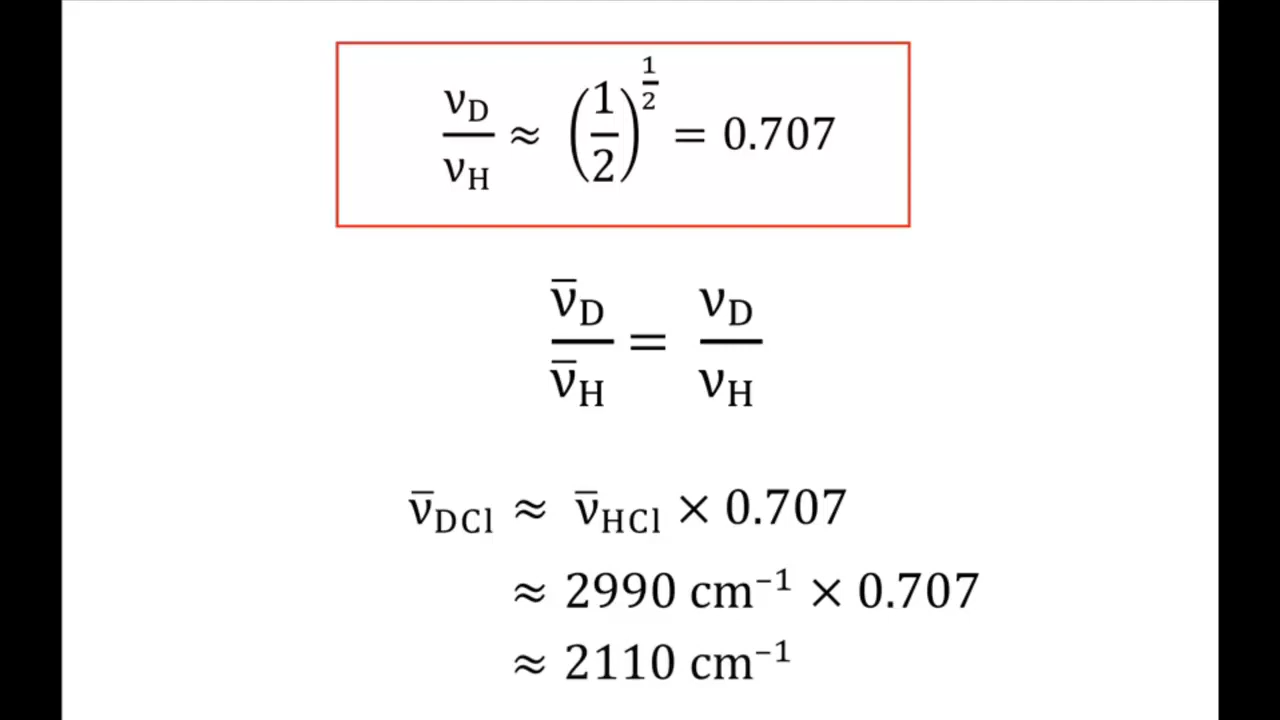 ν_D/ν_H ≈ (1/2)^(1/2) = 0.707
ν̅_D/ν̅_H = ν_D/ν_H
ν̅_DCl ≈ ν̅_HCl × 0.707
≈ 2990 cm⁻¹ × 0.707
≈ 2110 cm⁻¹